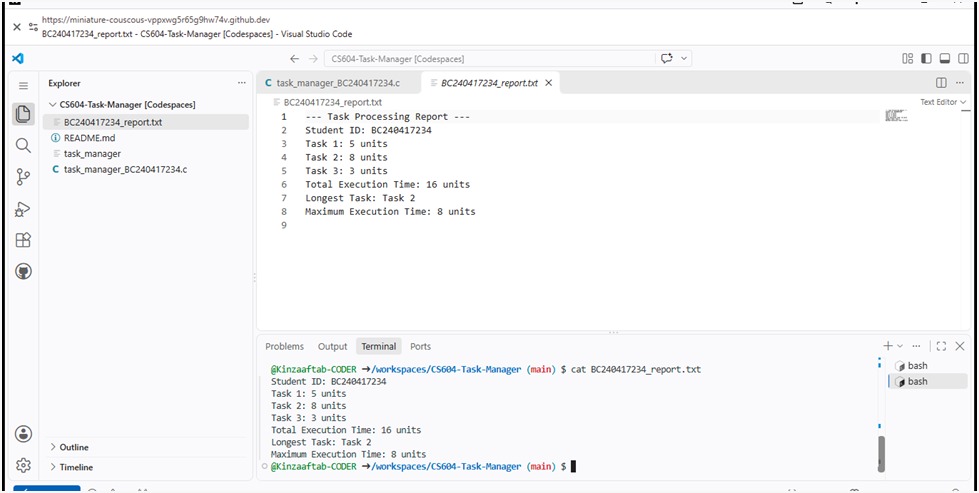 https://miniature-couscous-vppxwg5r65g9hw74v.github.dev
BC240417234_report.txt - CS604-Task-Manager [Codespaces] - Visual Studio Code
CS604-Task-Manager [Codespaces]
Explorer
CS604-Task-Manager [Codespaces]
BC240417234_report.txt
README.md
task_manager
task_manager_BC240417234.c
Outline
Timeline
task_manager_BC240417234.c
BC240417234_report.txt
BC240417234_report.txt
Text Editor
1 --- Task Processing Report ---
2 Student ID: BC240417234
3 Task 1: 5 units
4 Task 2: 8 units
5 Task 3: 3 units
6 Total Execution Time: 16 units
7 Longest Task: Task 2
8 Maximum Execution Time: 8 units
9
Problems Output Terminal Ports
@Kinzaaftab-CODER ➜/workspaces/CS604-Task-Manager (main) $ cat BC240417234_report.txt
Student ID: BC240417234
Task 1: 5 units
Task 2: 8 units
Task 3: 3 units
Total Execution Time: 16 units
Longest Task: Task 2
Maximum Execution Time: 8 units
@Kinzaaftab-CODER ➜/workspaces/CS604-Task-Manager (main) $
bash
bash